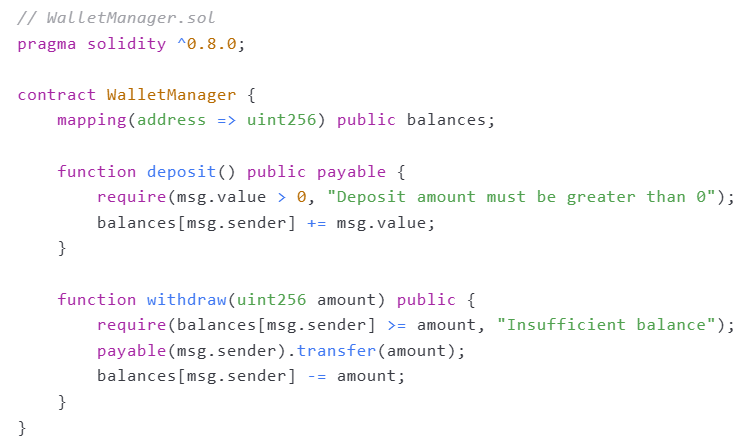 // WalletManager.sol
pragma solidity ^0.8.0;

contract WalletManager {
    mapping(address => uint256) public balances;

    function deposit() public payable {
        require(msg.value > 0, "Deposit amount must be greater than 0");
        balances[msg.sender] += msg.value;
    }

    function withdraw(uint256 amount) public {
        require(balances[msg.sender] >= amount, "Insufficient balance");
        payable(msg.sender).transfer(amount);
        balances[msg.sender] -= amount;
    }
}